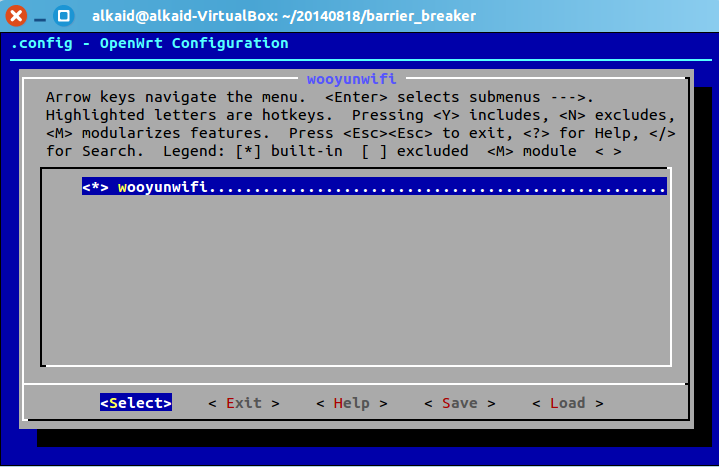 alkaid@alkaid-VirtualBox: ~/20140818/barrier_breaker
.config - OpenWrt Configuration
wooyunwifi
Arrow keys navigate the menu.  <Enter> selects submenus --->.
Highlighted letters are hotkeys.  Pressing <Y> includes, <N> excludes,
<M> modularizes features.  Press <Esc><Esc> to exit, <?> for Help, </>
for Search.  Legend: [*] built-in  [ ] excluded  <M> module  < >
<*> wooyunwifi...................................................
<Select>    < Exit >    < Help >    < Save >    < Load >